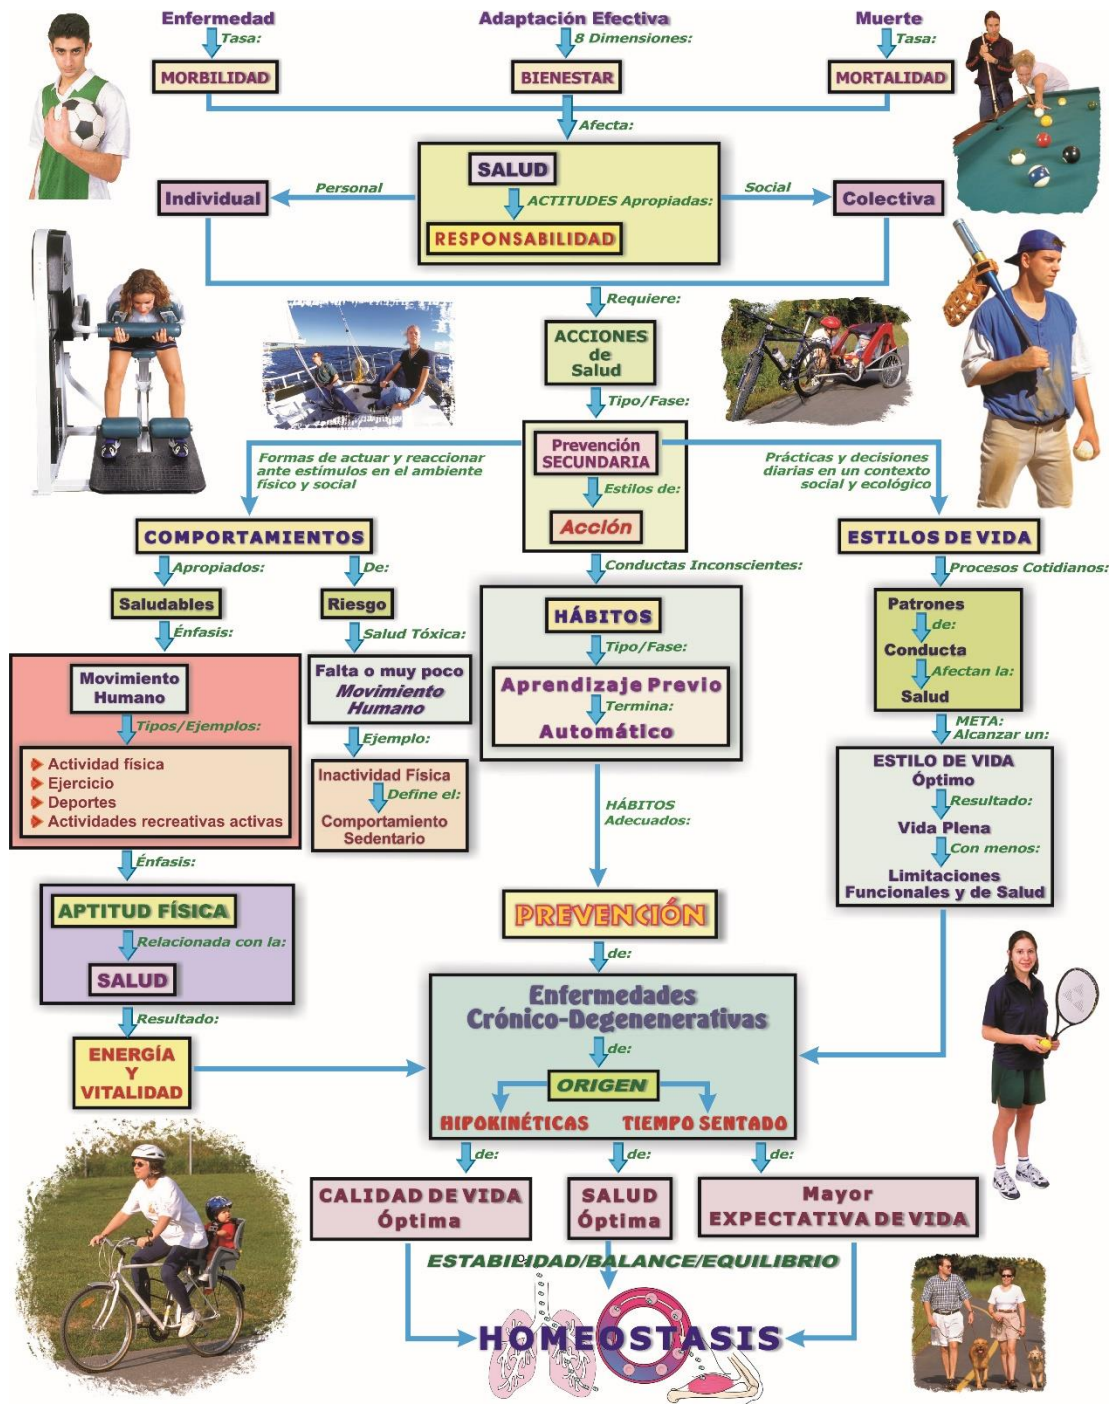 Enfermedad
Adaptación Efectiva
Muerte
Tasa:
8 Dimensiones:
Tasa:
MORBILIDAD
BIENESTAR
MORTALIDAD
Afecta:
SALUD
Individual
Personal
Social
Colectiva
ACTITUDES Apropiadas:
RESPONSABILIDAD
Requiere:
ACCIONES
de
Salud
Tipo/Fase:
Formas de actuar y reaccionar
ante estímulos en el ambiente
físico y social
Prevención
SECUNDARIA
Prácticas y decisiones
diarias en un contexto
social y ecológico
Estilos de:
Acción
COMPORTAMIENTOS
ESTILOS DE VIDA
Apropiados:
De:
Conductas Inconscientes:
Procesos Cotidianos:
Saludables
Riesgo
HÁBITOS
Patrones
de:
Conducta
Afectan la:
Salud
Énfasis:
Salud Tóxica:
Tipo/Fase:
Movimiento
Humano
Falta o muy poco
Movimiento
Humano
Aprendizaje Previo
Termina:
Automático
Tipos/Ejemplos:
Ejemplo:
META:
Alcanzar un:
Actividad física
Ejercicio
Deportes
Actividades recreativas activas
Inactividad Física
Define el:
Comportamiento
Sedentario
HÁBITOS
Adecuados:
ESTILO DE VIDA
Óptimo
Resultado:
Vida Plena
Con menos:
Limitaciones
Funcionales y de Salud
Énfasis:
APTITUD FÍSICA
Relacionada con la:
SALUD
PREVENCIÓN
de:
Resultado:
ENERGÍA
Y
VITALIDAD
Enfermedades
Crónico-Degenenerativas
de:
ORIGEN
HIPOKINÉTICAS
TIEMPO SENTADO
de:
de:
de:
CALIDAD DE VIDA
Óptima
SALUD
Óptima
Mayor
EXPECTATIVA DE VIDA
ESTABILIDAD/BALANCE/EQUILIBRIO
HOMEOSTASIS